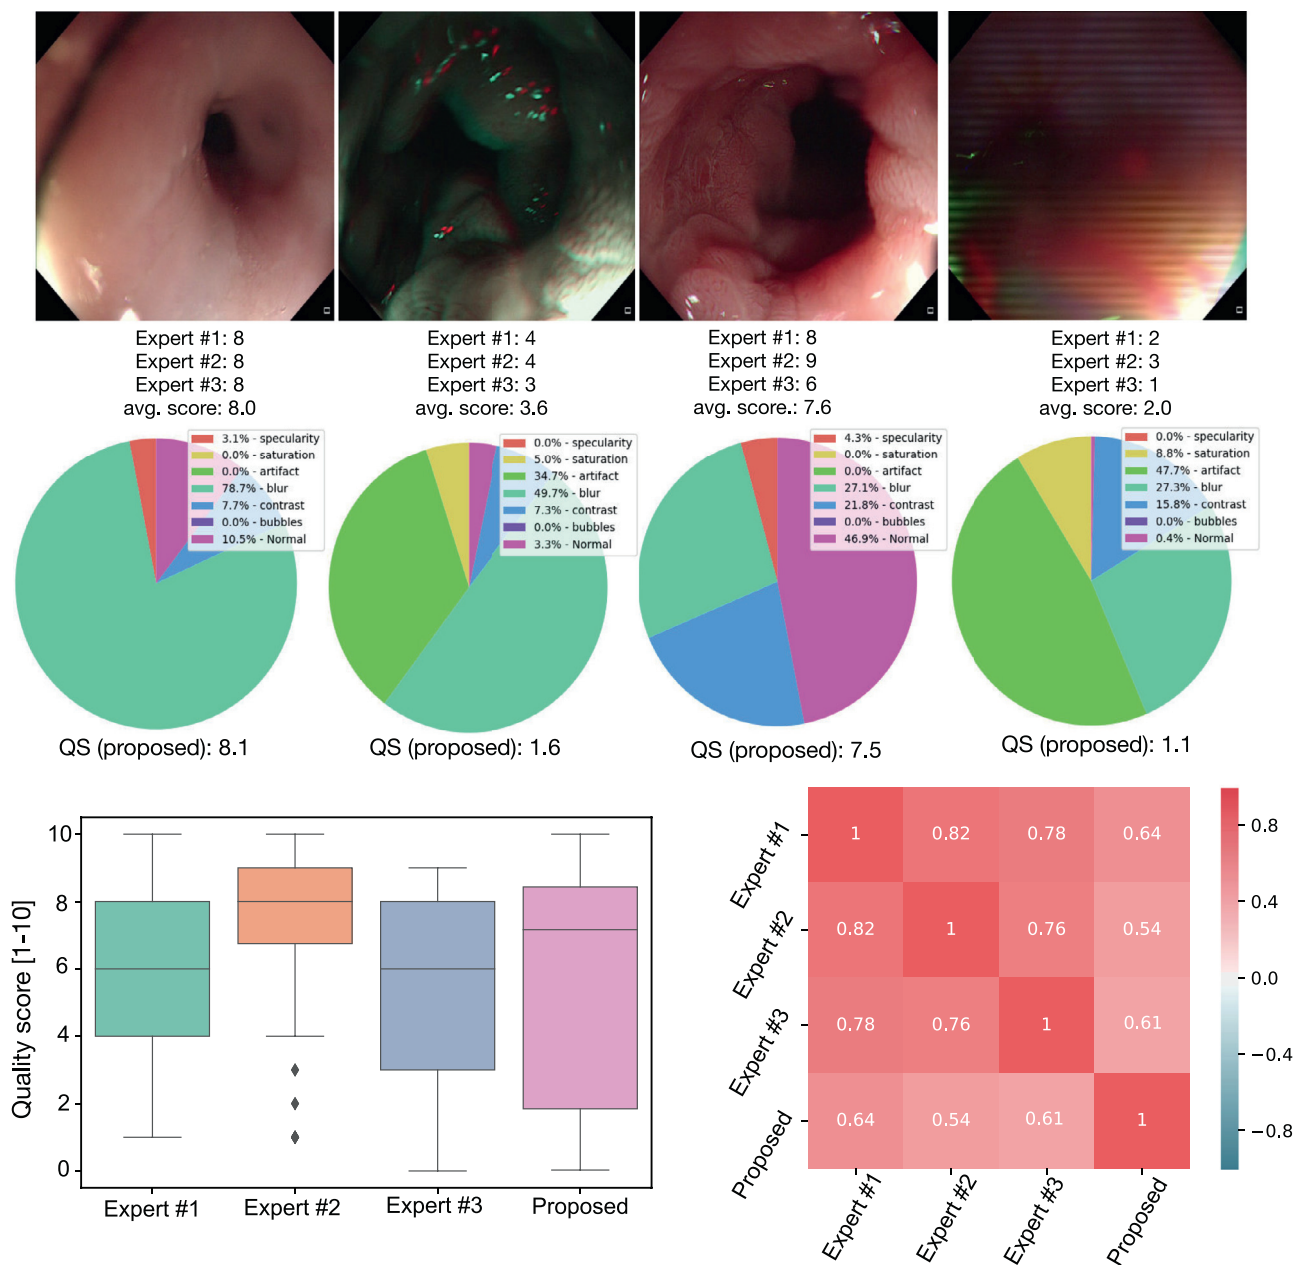 Expert #1: 8
Expert #2: 8
Expert #3: 8
avg. score: 8.0
Expert #1: 4
Expert #2: 4
Expert #3: 3
avg. score: 3.6
Expert #1: 8
Expert #2: 9
Expert #3: 6
avg. score.: 7.6
Expert #1: 2
Expert #2: 3
Expert #3: 1
avg. score: 2.0
3.1% - specularity
0.0% - saturation
0.0% - artifact
78.7% - blur
7.7% - contrast
0.0% - bubbles
10.5% - Normal
QS (proposed): 8.1
0.0% - specularity
5.0% - saturation
34.7% - artifact
49.7% - blur
7.3% - contrast
0.0% - bubbles
3.3% - Normal
QS (proposed): 1.6
4.3% - specularity
0.0% - saturation
0.0% - artifact
27.1% - blur
21.8% - contrast
0.0% - bubbles
46.9% - Normal
QS (proposed): 7.5
0.0% - specularity
8.8% - saturation
47.7% - artifact
27.3% - blur
15.8% - contrast
0.0% - bubbles
0.4% - Normal
QS (proposed): 1.1
Quality score [1-10]
10
8
6
4
2
0
Expert #1
Expert #2
Expert #3
Proposed
Expert #1
Expert #2
Expert #3
Proposed
1 0.82 0.78 0.64
0.82 1 0.76 0.54
0.78 0.76 1 0.61
0.64 0.54 0.61 1
Expert #1
Expert #2
Expert #3
Proposed
0.8
0.4
0.0
−0.4
−0.8